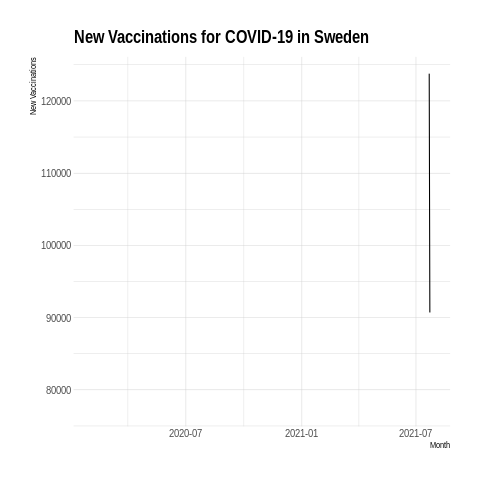 New Vaccinations for COVID-19 in Sweden
New Vaccinations
120000
110000
100000
90000
80000
2020-07 2021-01 2021-07
Month